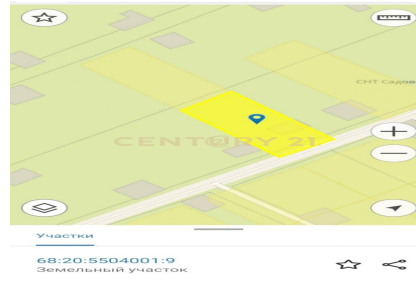 СНТ Садов
CENTURY 21
Участки
68:20:5504001:9
Земельный участок